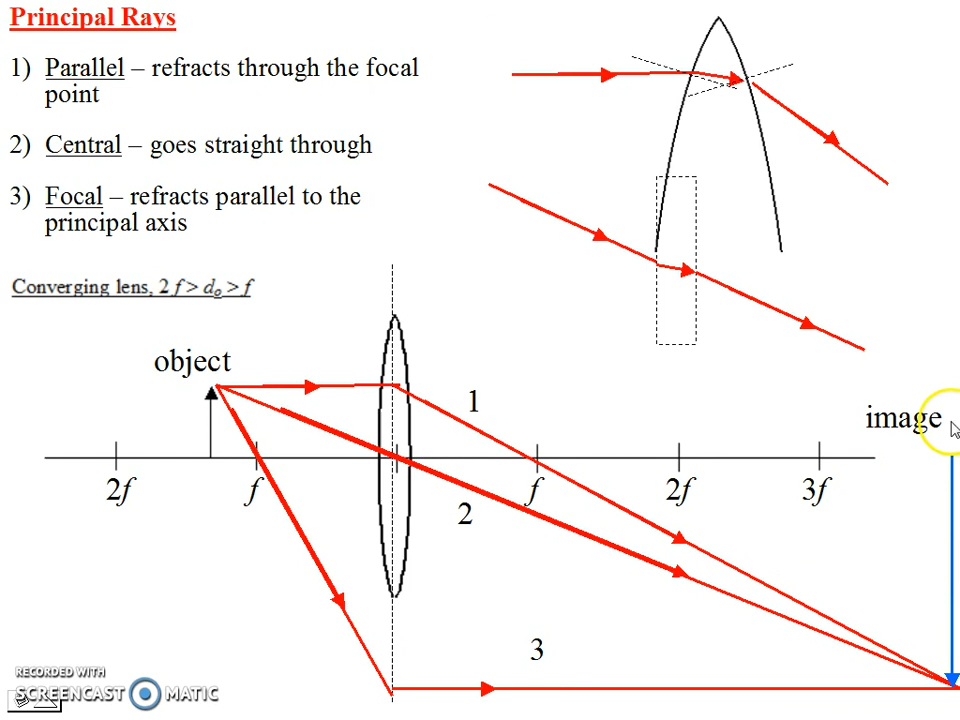 Principal Rays
1) Parallel – refracts through the focal
point
2) Central – goes straight through
3) Focal – refracts parallel to the
principal axis
Converging lens, 2 f > do > f
object
1
image
2f
f
f
2f
3f
2
3
RECORDED WITH
SCREENCAST MATIC